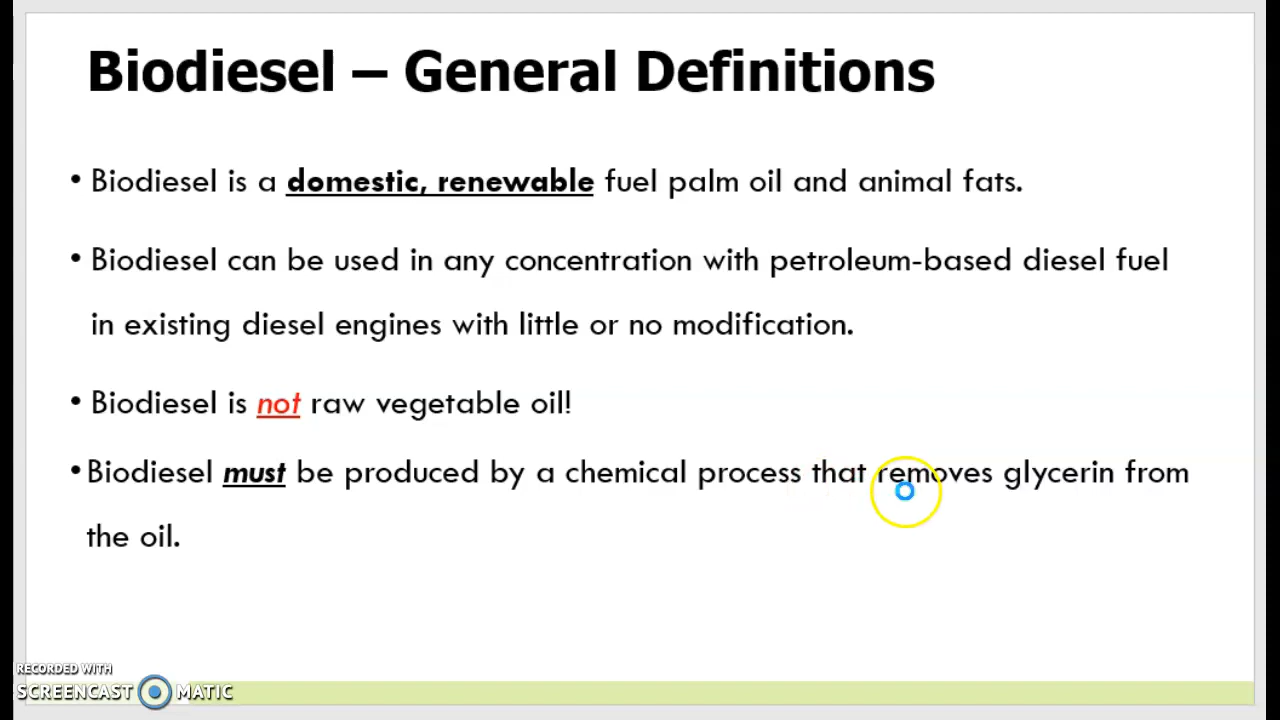 Biodiesel – General Definitions
• Biodiesel is a domestic, renewable fuel palm oil and animal fats.
• Biodiesel can be used in any concentration with petroleum-based diesel fuel
in existing diesel engines with little or no modification.
• Biodiesel is not raw vegetable oil!
• Biodiesel must be produced by a chemical process that removes glycerin from
the oil.
RECORDED WITH
SCREENCAST MATIC